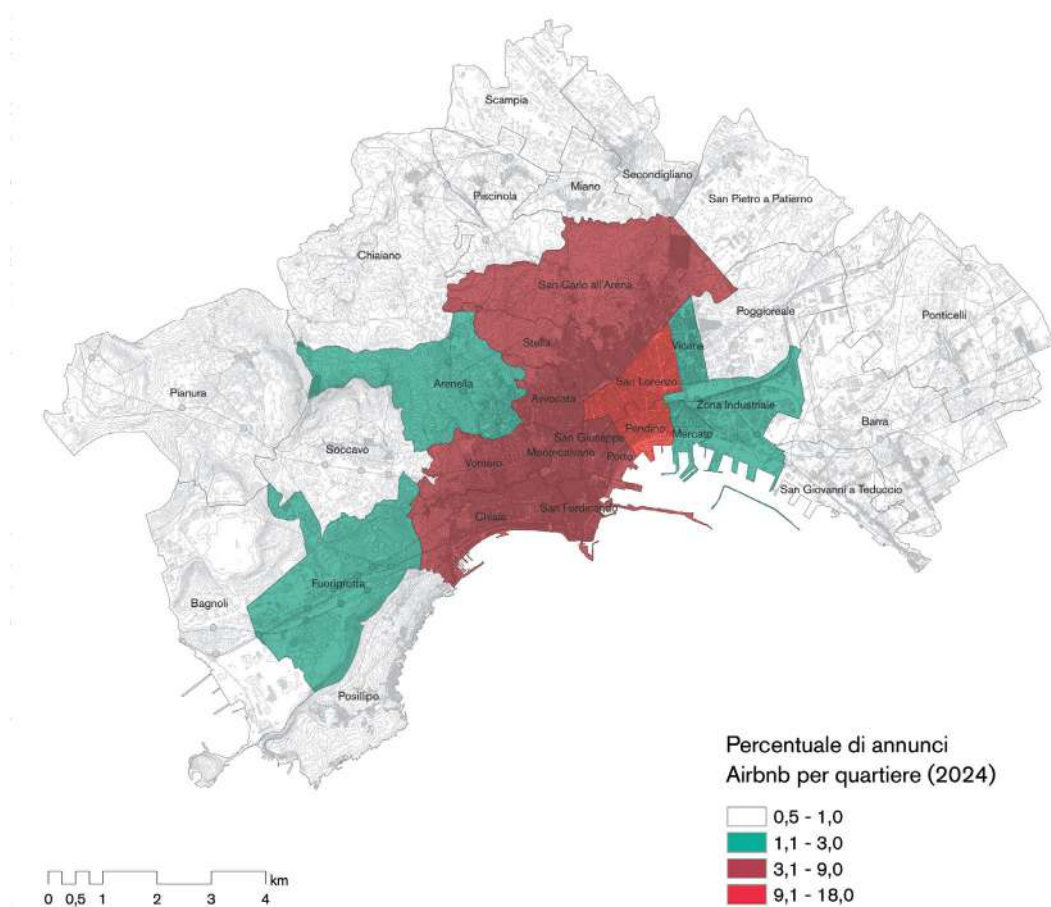 Scampia
Secondigliano
Piscinola
Miano
San Pietro a Patierno
Chiaiano
San Carlo all'Arena
Poggioreale
Ponticelli
Stella
Vicaria
Arenella
San Lorenzo
Pianura
Avvocata
Zona Industriale
Pendino
Mercato
Barra
San Giuseppe
Soccavo
Montecalvario
Porto
Vomero
San Giovanni a Teduccio
Chiaia
San Ferdinando
Fuorigrotta
Bagnoli
Posillipo
Percentuale di annunci
Airbnb per quartiere (2024)
0,5 - 1,0
1,1 - 3,0
3,1 - 9,0
9,1 - 18,0
km
0 0,5 1 2 3 4